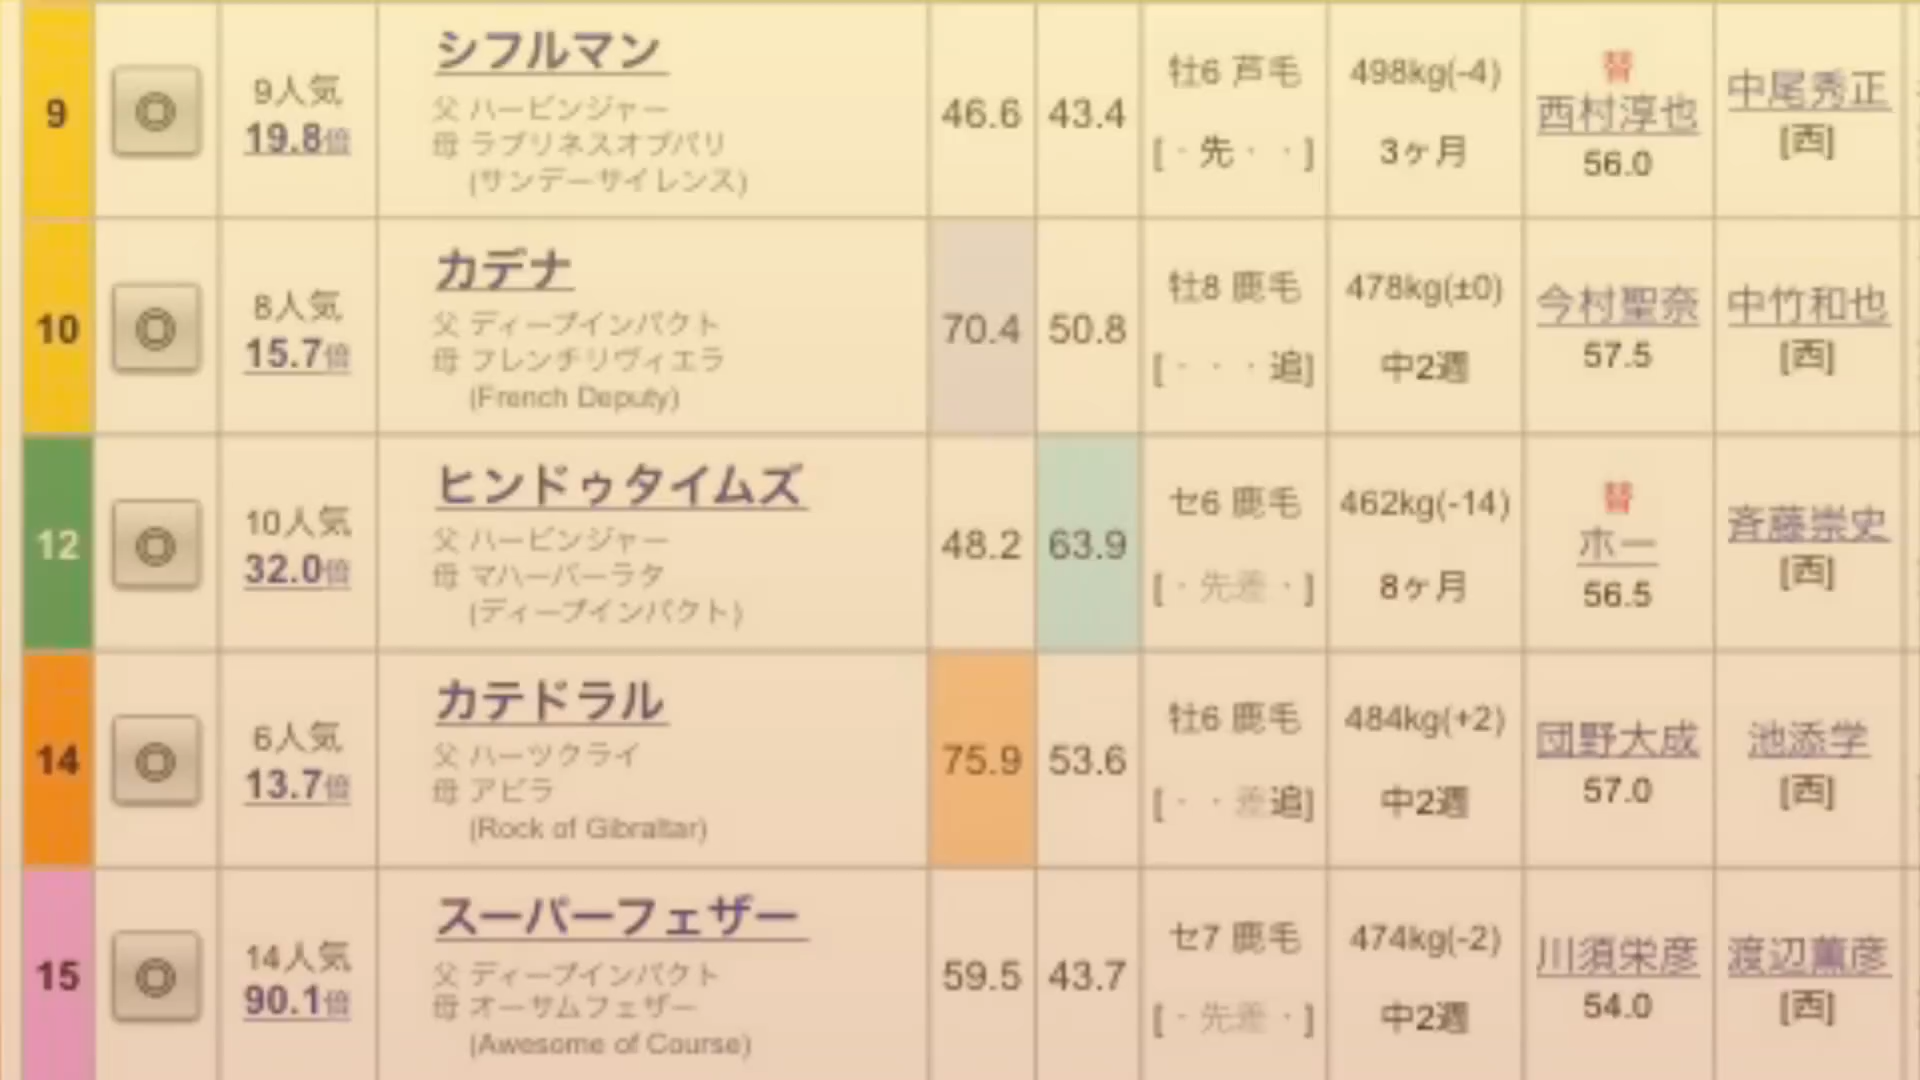 9 ◎ 9人気 シフルマン 46.6 43.4 牡6 芦毛 498kg(-4) 替
19.8倍 父 ハービンジャー [・先・・] 3ヶ月 西村淳也 中尾秀正
母 ラブリネスオブパリ 56.0 [西]
(サンデーサイレンス)
10 ◎ 8人気 カデナ 70.4 50.8 牡8 鹿毛 478kg(±0) 今村聖奈 中竹和也
15.7倍 父 ディープインパクト [・・・追] 中2週 57.5 [西]
母 フレンチリヴィエラ
(French Deputy)
12 ◎ 10人気 ヒンドゥタイムズ 48.2 63.9 セ6 鹿毛 462kg(-14) 替
32.0倍 父 ハービンジャー [・先差・] 8ヶ月 ホー 斉藤崇史
母 マハーバーラタ 56.5 [西]
(ディープインパクト)
14 ◎ 6人気 カテドラル 75.9 53.6 牡6 鹿毛 484kg(+2) 団野大成 池添学
13.7倍 父 ハーツクライ [・・差追] 中2週 57.0 [西]
母 アビラ
(Rock of Gibraltar)
15 ◎ 14人気 スーパーフェザー 59.5 43.7 セ7 鹿毛 474kg(-2) 川須栄彦 渡辺薫彦
90.1倍 父 ディープインパクト [・先差・] 中2週 54.0 [西]
母 オーサムフェザー
(Awesome of Course)